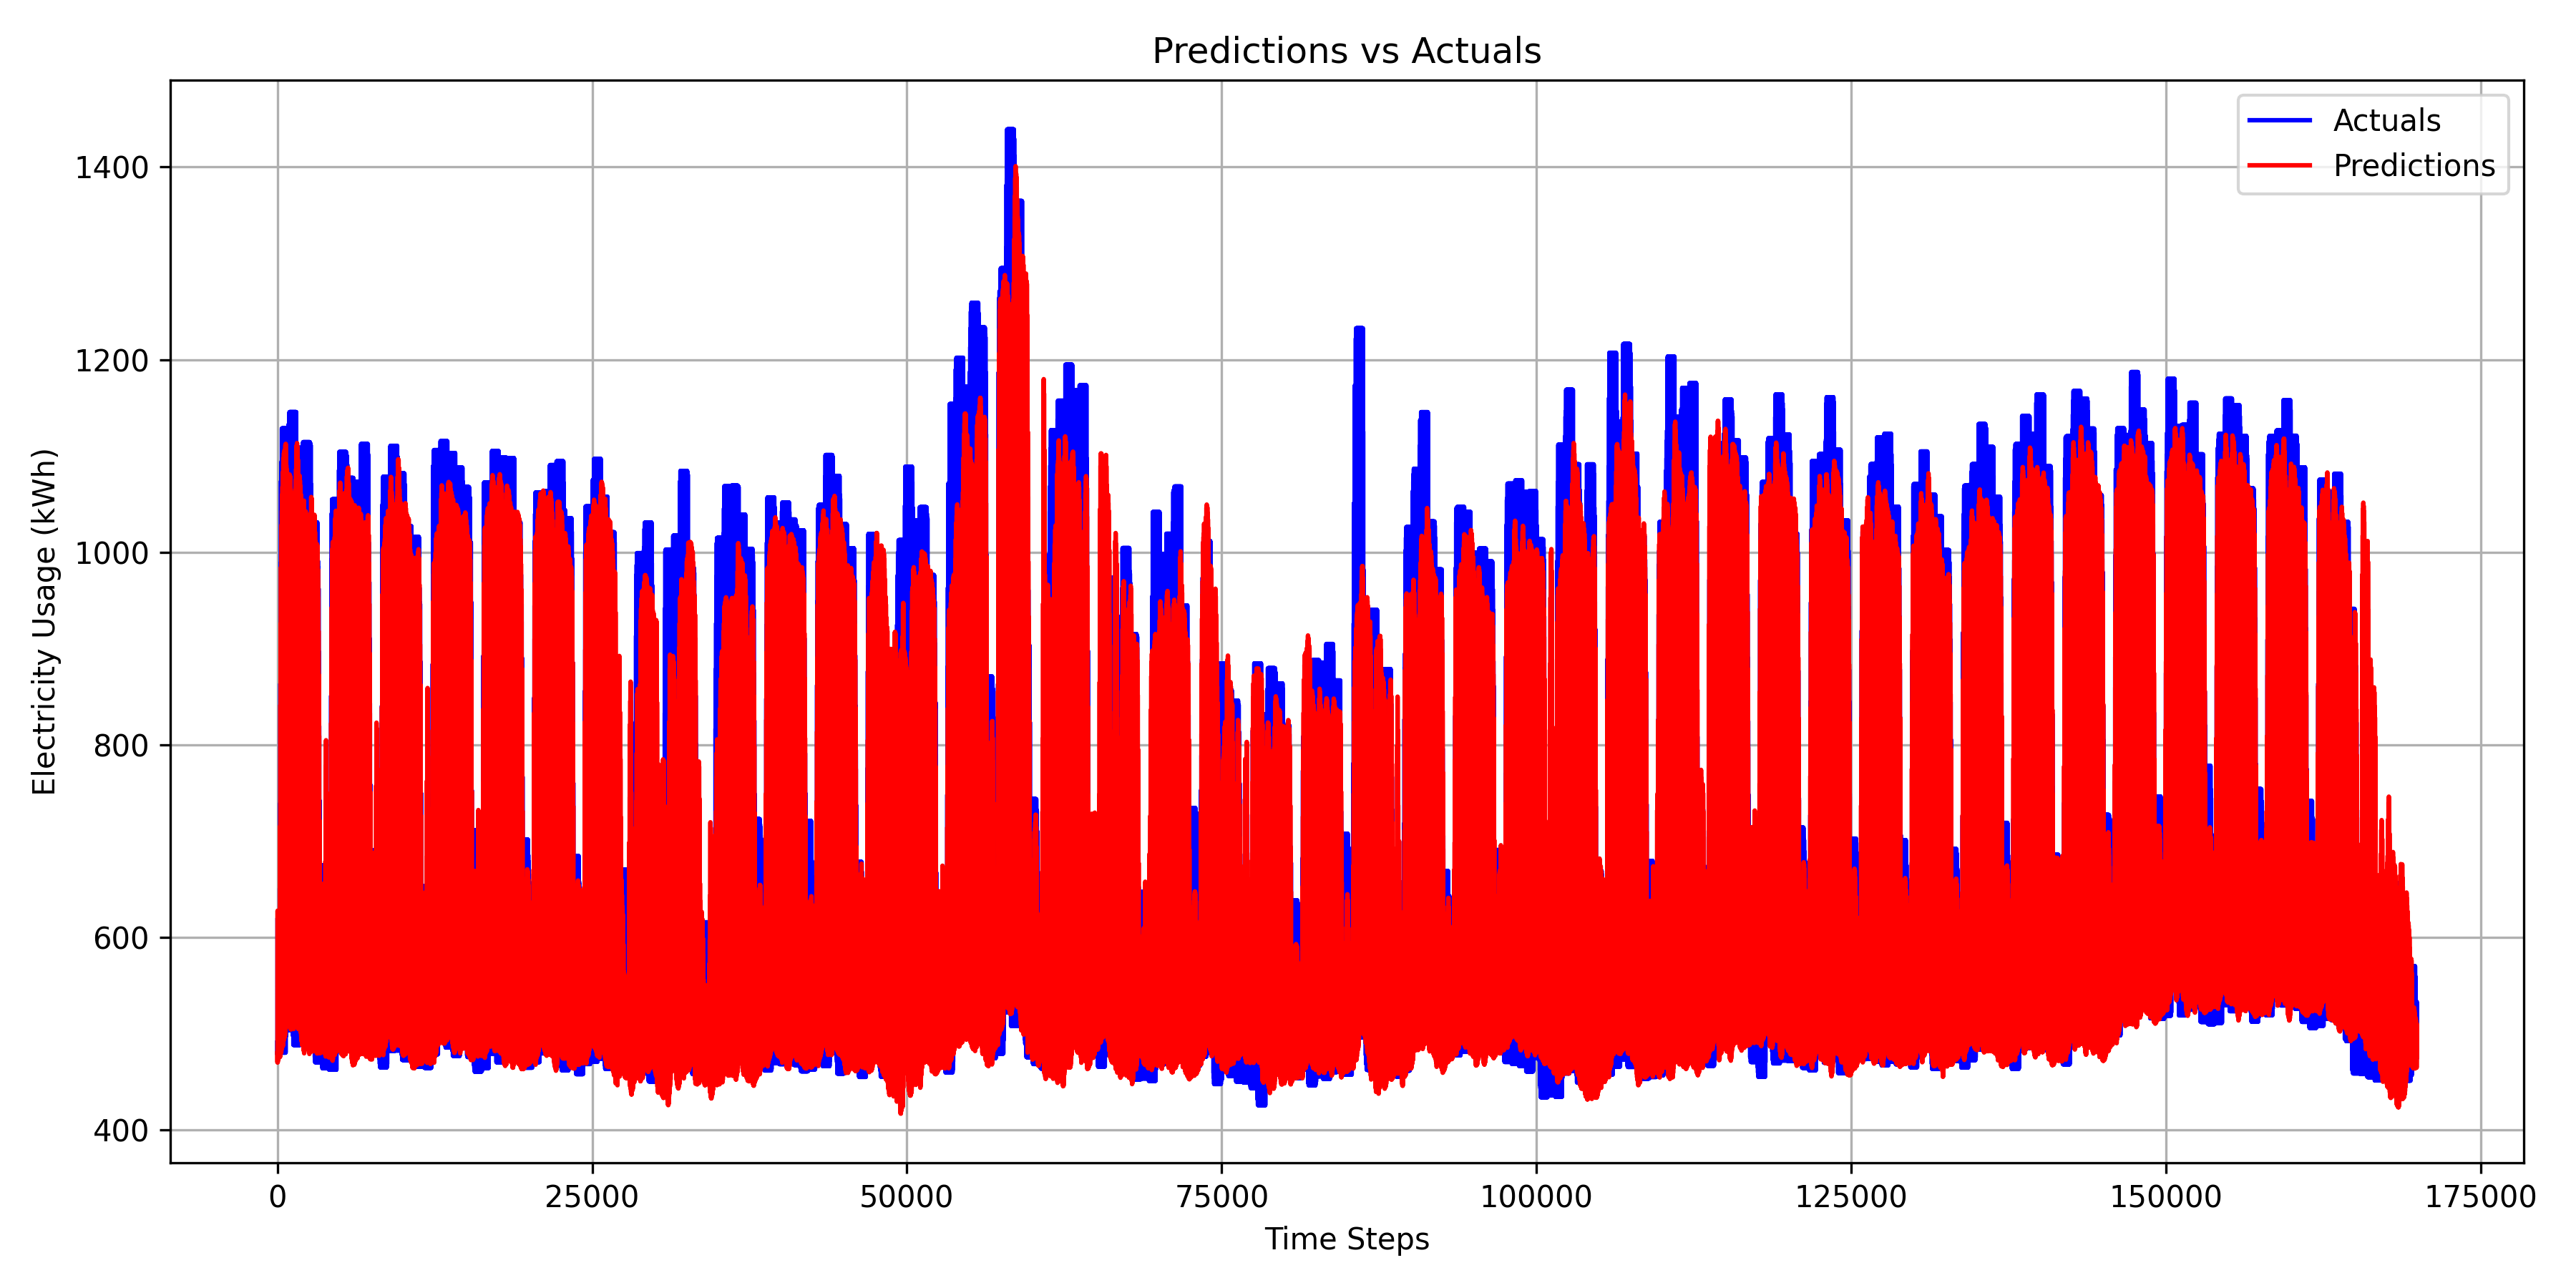 Predictions vs Actuals
Actuals
Predictions
Electricity Usage (kWh)
1400
1200
1000
800
600
400
0 25000 50000 75000 100000 125000 150000 175000
Time Steps